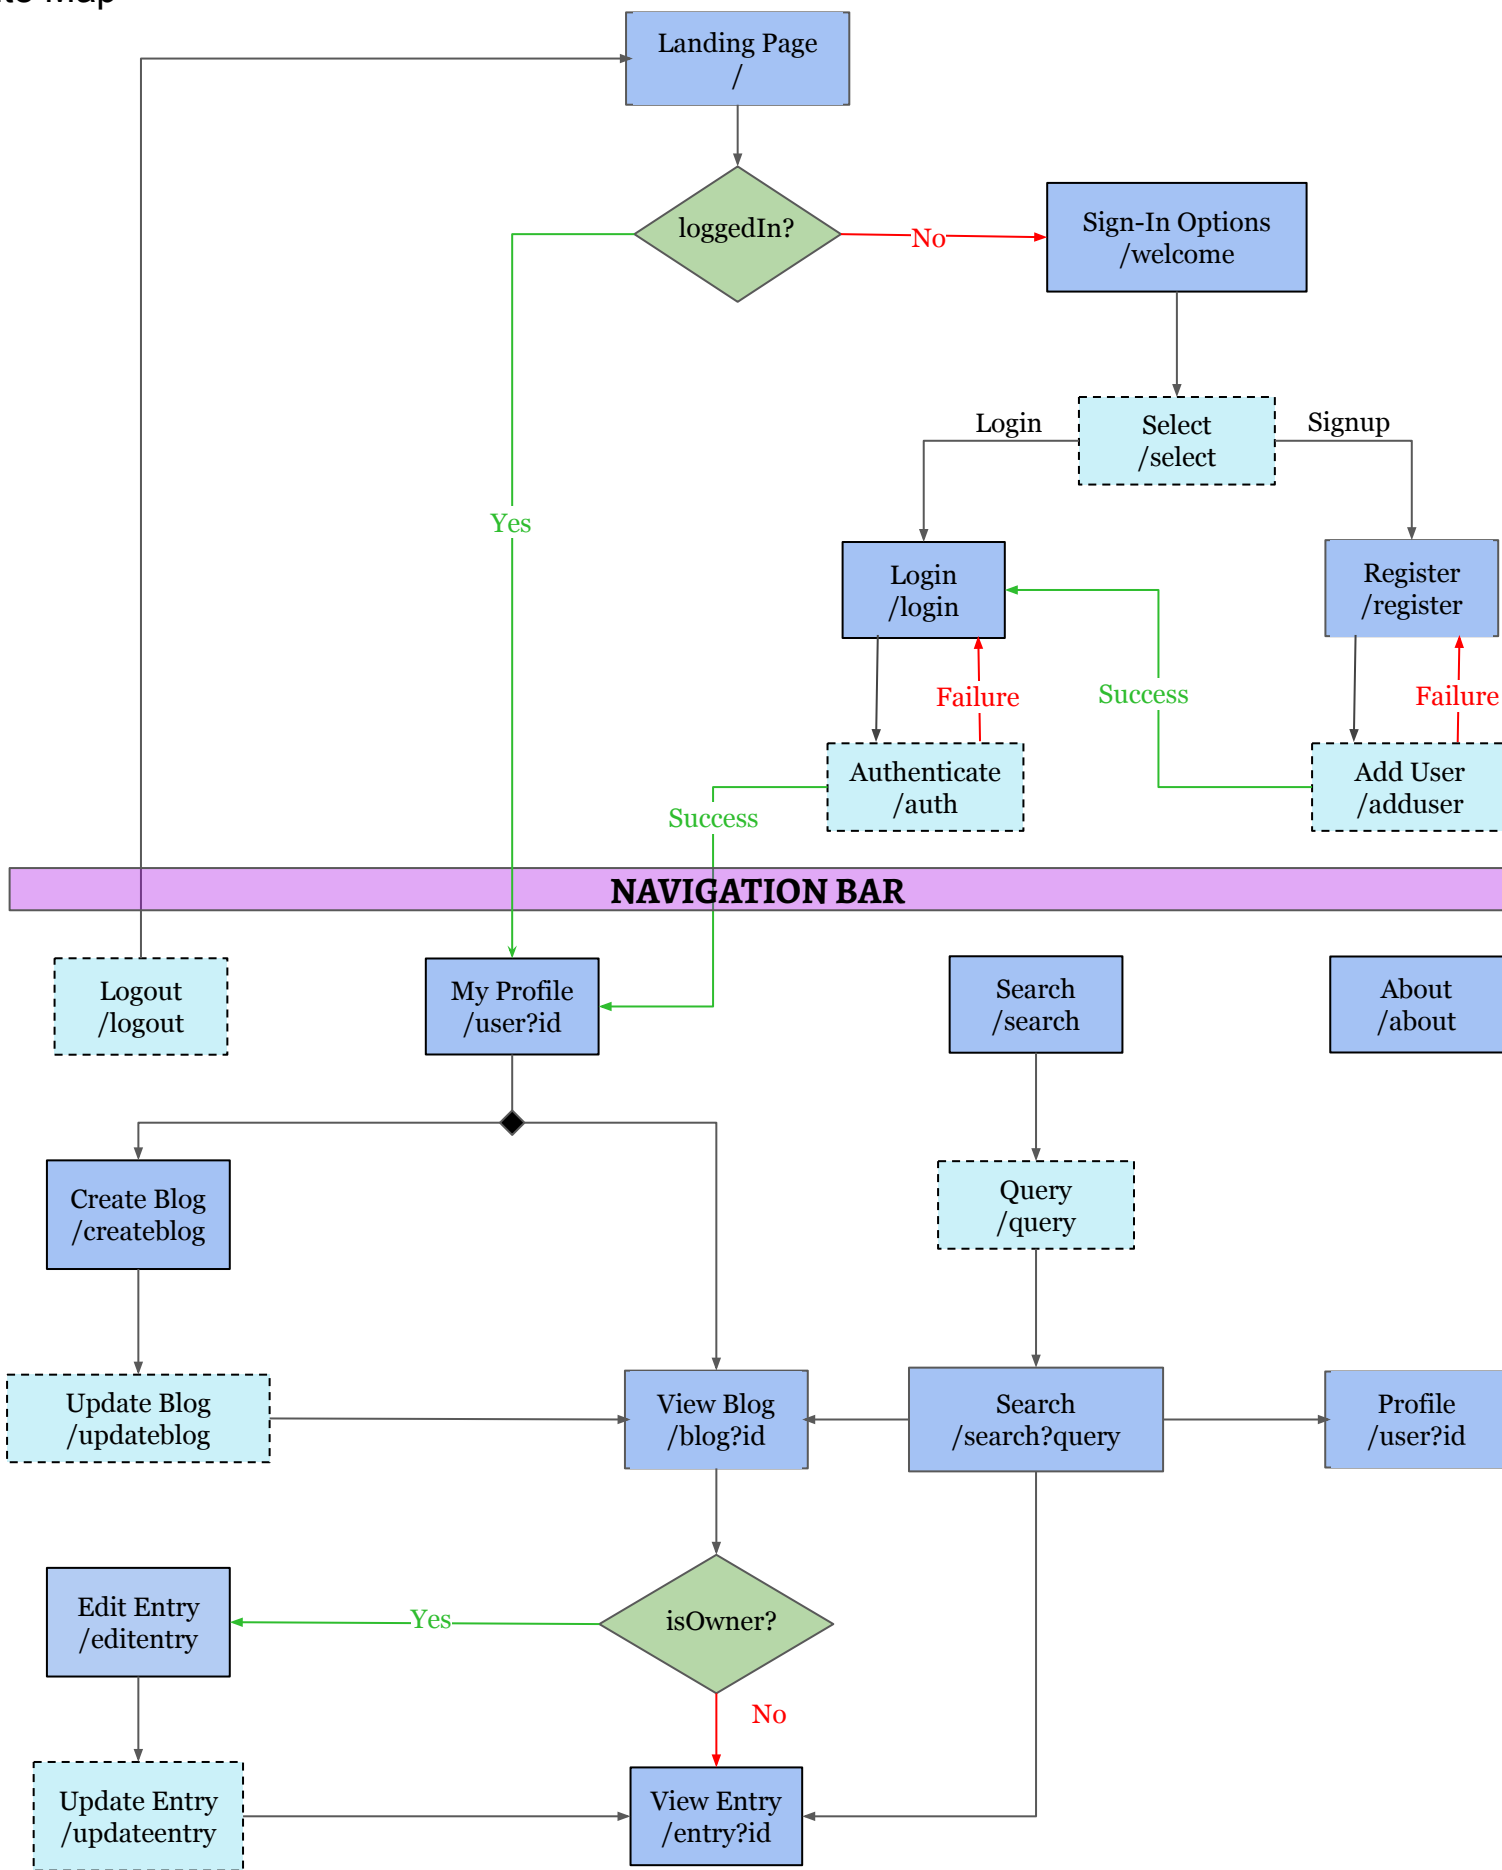 Map
Landing Page
/
loggedIn?
No
Sign-In Options
/welcome
Login
Select
/select
Signup
Yes
Login
/login
Register
/register
Failure
Success
Failure
Authenticate
/auth
Add User
/adduser
Success
NAVIGATION BAR
Logout
/logout
My Profile
/user?id
Search
/search
About
/about
Create Blog
/createblog
Query
/query
Update Blog
/updateblog
View Blog
/blog?id
Search
/search?query
Profile
/user?id
Edit Entry
/editentry
Yes
isOwner?
No
Update Entry
/updateentry
View Entry
/entry?id